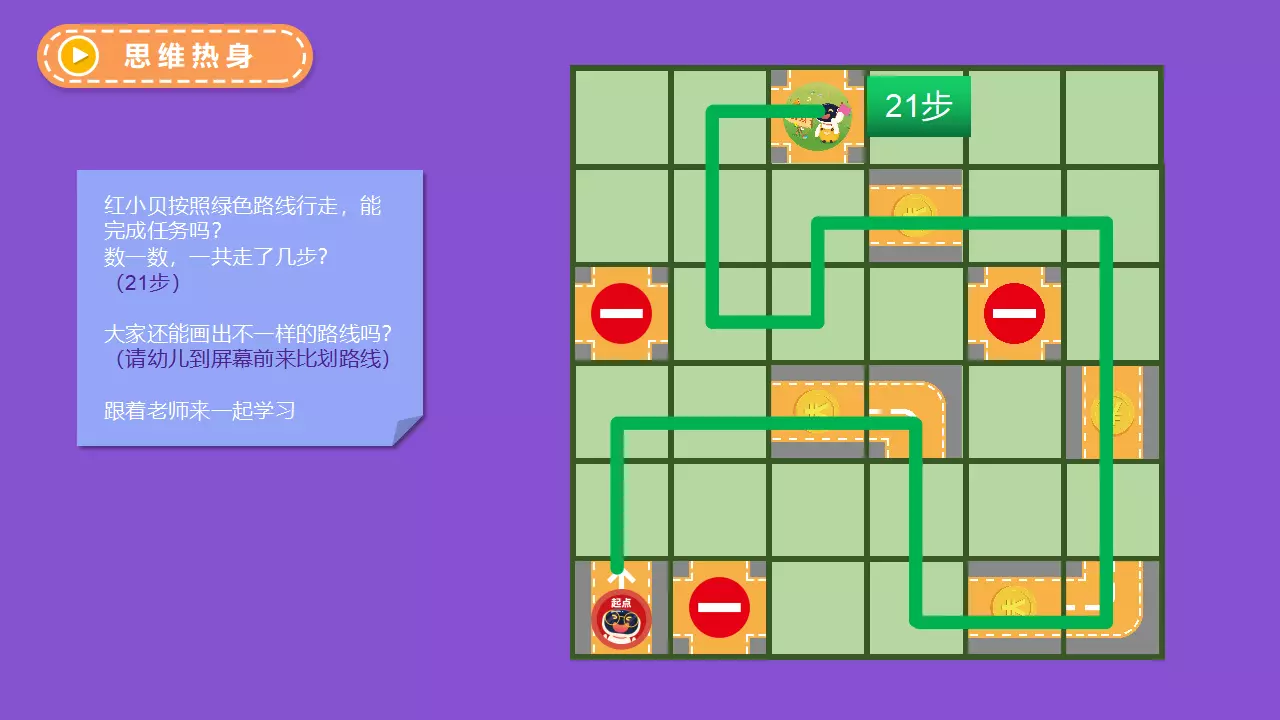 思维热身
21步
红小贝按照绿色路线行走，能
完成任务吗？
数一数，一共走了几步？
（21步）
大家还能画出不一样的路线吗？
（请幼儿到屏幕前来比划路线）
跟着老师来一起学习
起点